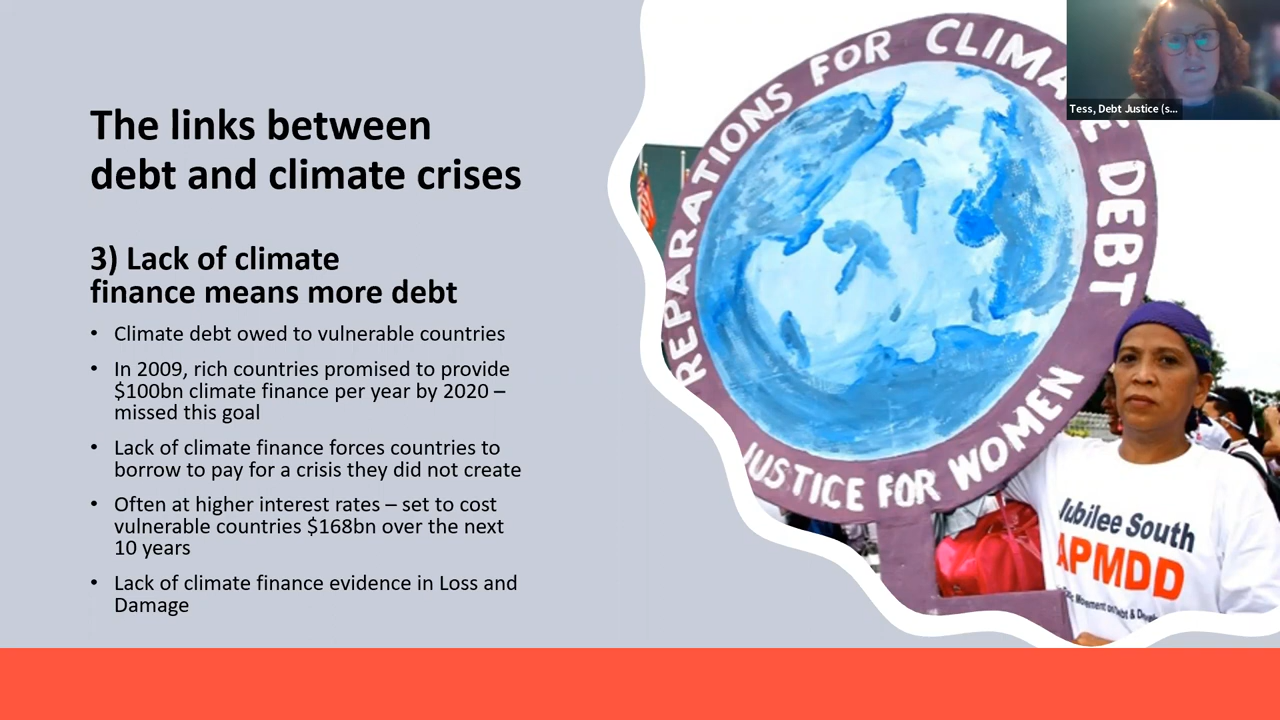 The links between
debt and climate crises
3) Lack of climate
finance means more debt
• Climate debt owed to vulnerable countries
• In 2009, rich countries promised to provide
$100bn climate finance per year by 2020 –
missed this goal
• Lack of climate finance forces countries to
borrow to pay for a crisis they did not create
• Often at higher interest rates – set to cost
vulnerable countries $168bn over the next
10 years
• Lack of climate finance evidence in Loss and
Damage
REPARATIONS FOR CLIMA E DEBT
JUSTICE FOR WOMEN
Tess, Debt Justice (s...
Jubilee South
APMDD
Movement on Debt &